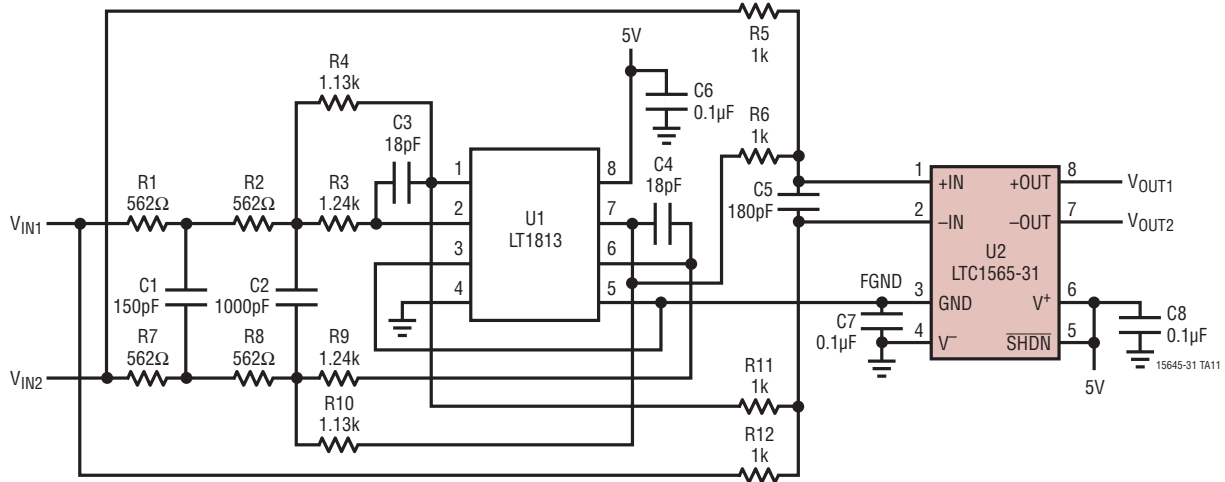 R5
1k
5V
R4
1.13k
C6
0.1µF
C3
18pF
R6
1k
C4
18pF
R1
562Ω
R2
562Ω
R3
1.24k
1
2
3
4
8
7
6
5
U1
LT1813
C5
180pF
VIN1
C1
150pF
C2
1000pF
1
2
3
4
8
7
6
5
+IN
–IN
GND
V–
+OUT
–OUT
V+
SHDN
U2
LTC1565-31
VOUT1
VOUT2
FGND
C7
0.1µF
C8
0.1µF
15645-31 TA11
5V
R7
562Ω
R8
562Ω
R9
1.24k
VIN2
R10
1.13k
R11
1k
R12
1k